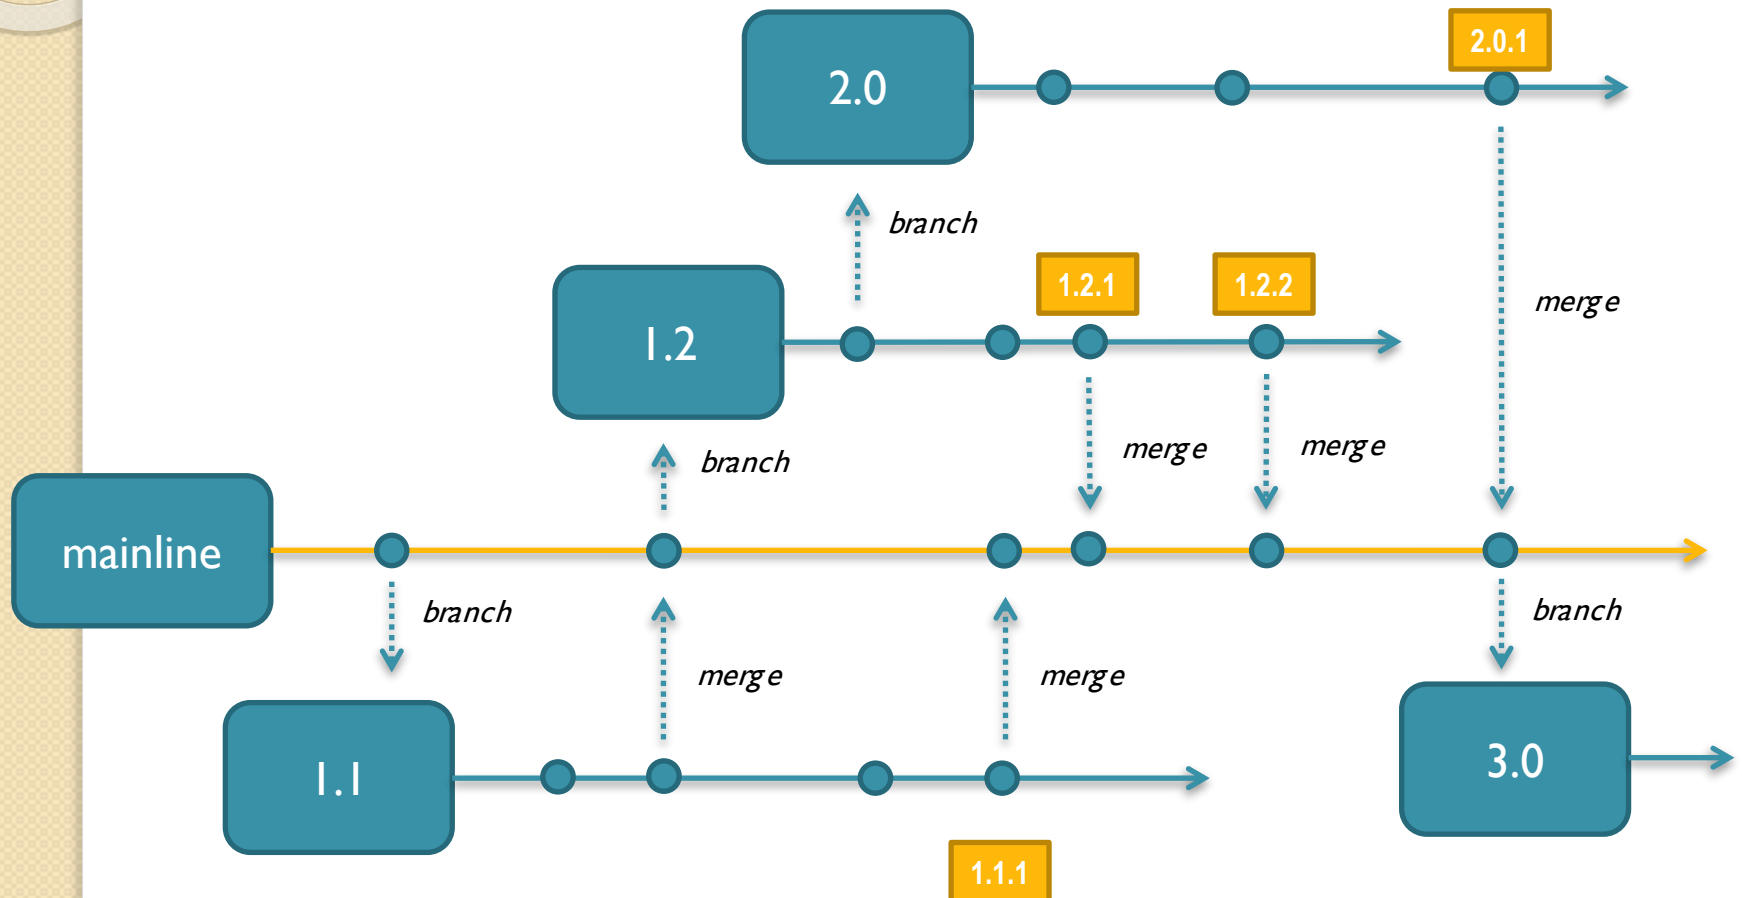 2.0.1
2.0
branch
1.2.1
1.2.2
merge
1.2
branch
merge
merge
mainline
branch
branch
merge
merge
1.1
3.0
1.1.1